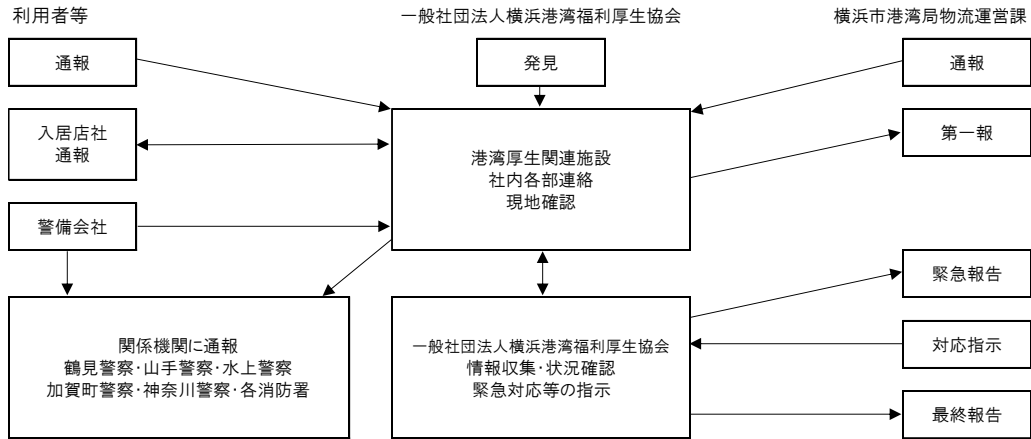 利用者等
一般社団法人横浜港湾福利厚生協会
横浜市港湾局物流運営課
通報
発見
通報
入居店社
通報
港湾厚生関連施設
社内各部連絡
現地確認
第一報
警備会社
緊急報告
関係機関に通報
鶴見警察･山手警察･水上警察
加賀町警察･神奈川警察･各消防署
一般社団法人横浜港湾福利厚生協会
情報収集･状況確認
緊急対応等の指示
対応指示
最終報告